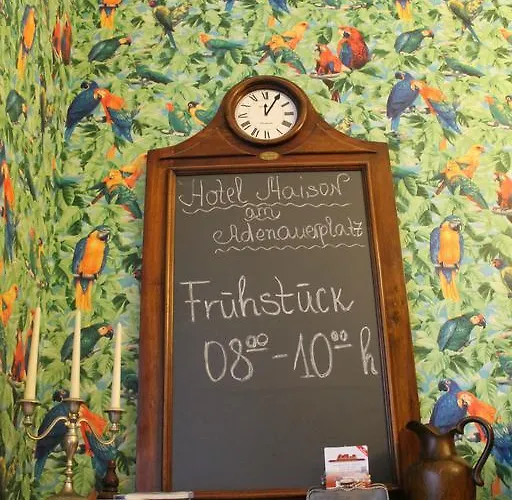 Hotel Maison
am
Adenauerplatz
Frühstück
08⁰⁰-10⁰⁰ h